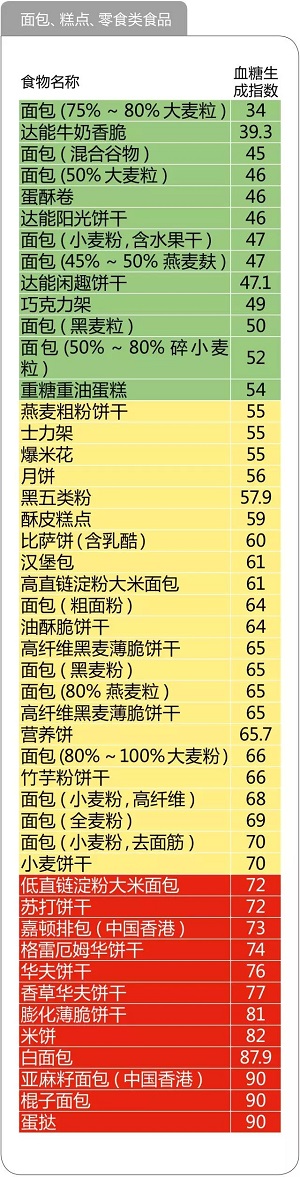 面包、糕点、零食类食品
食物名称 血糖生成指数
面包(75% ~ 80%大麦粒) 34
达能牛奶香脆 39.3
面包(混合谷物) 45
面包(50%大麦粒) 46
蛋酥卷 46
达能阳光饼干 46
面包(小麦粉,含水果干) 47
面包(45% ~ 50%燕麦麸) 47
达能闲趣饼干 47.1
巧克力架 49
面包(黑麦粒) 50
面包(50% ~ 80%碎小麦粒) 52
重糖重油蛋糕 54
燕麦粗粉饼干 55
士力架 55
爆米花 55
月饼 56
黑五类粉 57.9
酥皮糕点 59
比萨饼(含乳酪) 60
汉堡包 61
高直链淀粉大米面包 61
面包(粗面粉) 64
油酥脆饼干 64
高纤维黑麦薄脆饼干 65
面包(黑麦粉) 65
面包(80%燕麦粒) 65
高纤维黑麦薄脆饼干 65
营养饼 65.7
面包(80% ~ 100%大麦粉) 66
竹芋粉饼干 66
面包(小麦粉,高纤维) 68
面包(全麦粉) 69
面包(小麦粉,去面筋) 70
小麦饼干 70
低直链淀粉大米面包 72
苏打饼干 72
嘉顿排包(中国香港) 73
格雷厄姆华饼干 74
华夫饼干 76
香草华夫饼干 77
膨化薄脆饼干 81
米饼 82
白面包 87.9
亚麻籽面包(中国香港) 90
棍子面包 90
蛋挞 90